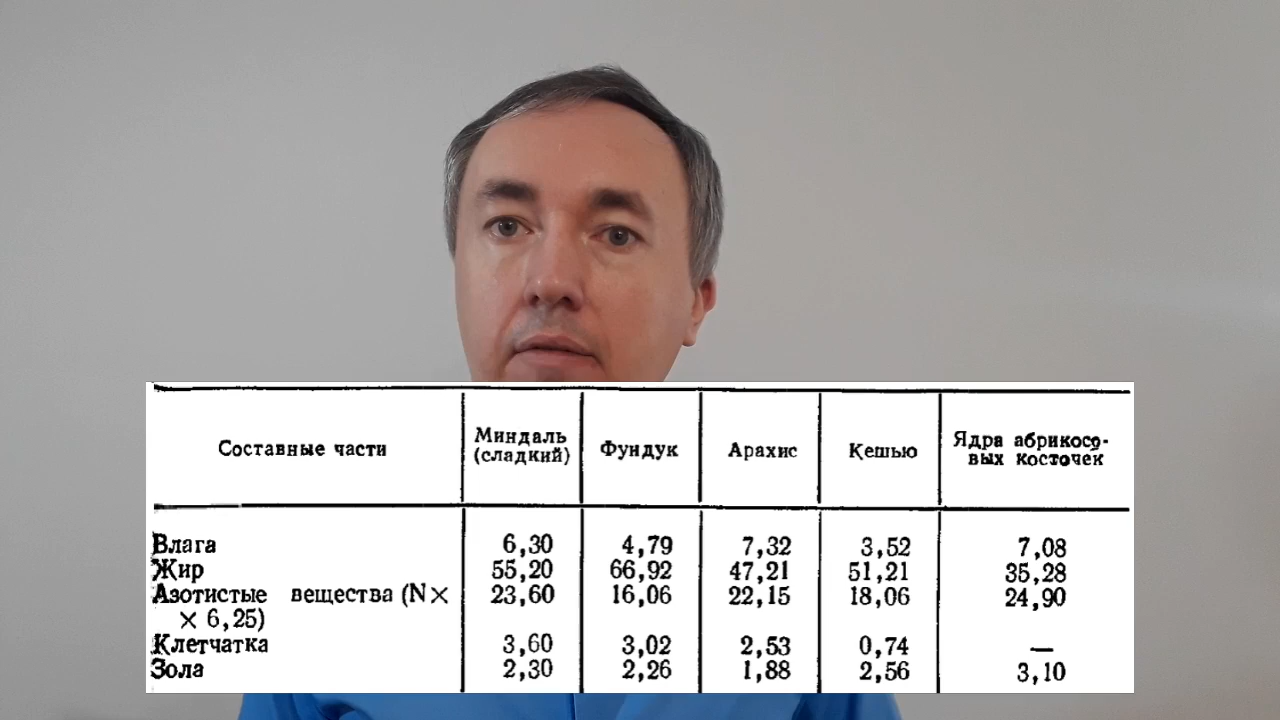 Составные части Миндаль (сладкий) Фундук Арахис Кешью Ядра абрикосо-вых косточек
Влага 6,30 4,79 7,32 3,52 7,08
Жир 55,20 66,92 47,21 51,21 35,28
Азотистые вещества (N× 23,60 16,06 22,15 18,06 24,90
× 6,25)
Клетчатка 3,60 3,02 2,53 0,74 —
Зола 2,30 2,26 1,88 2,56 3,10